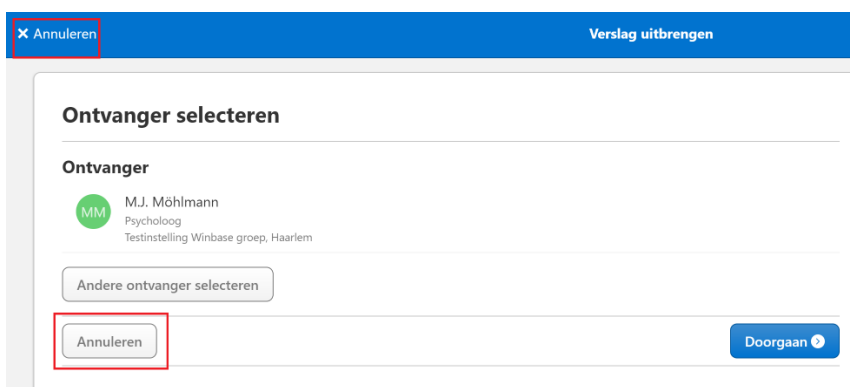 × Annuleren
Verslag uitbrengen
Ontvanger selecteren
Ontvanger
MM
M.J. Möhlmann
Psycholoog
Testinstelling Winbase groep, Haarlem
Andere ontvanger selecteren
Annuleren
Doorgaan